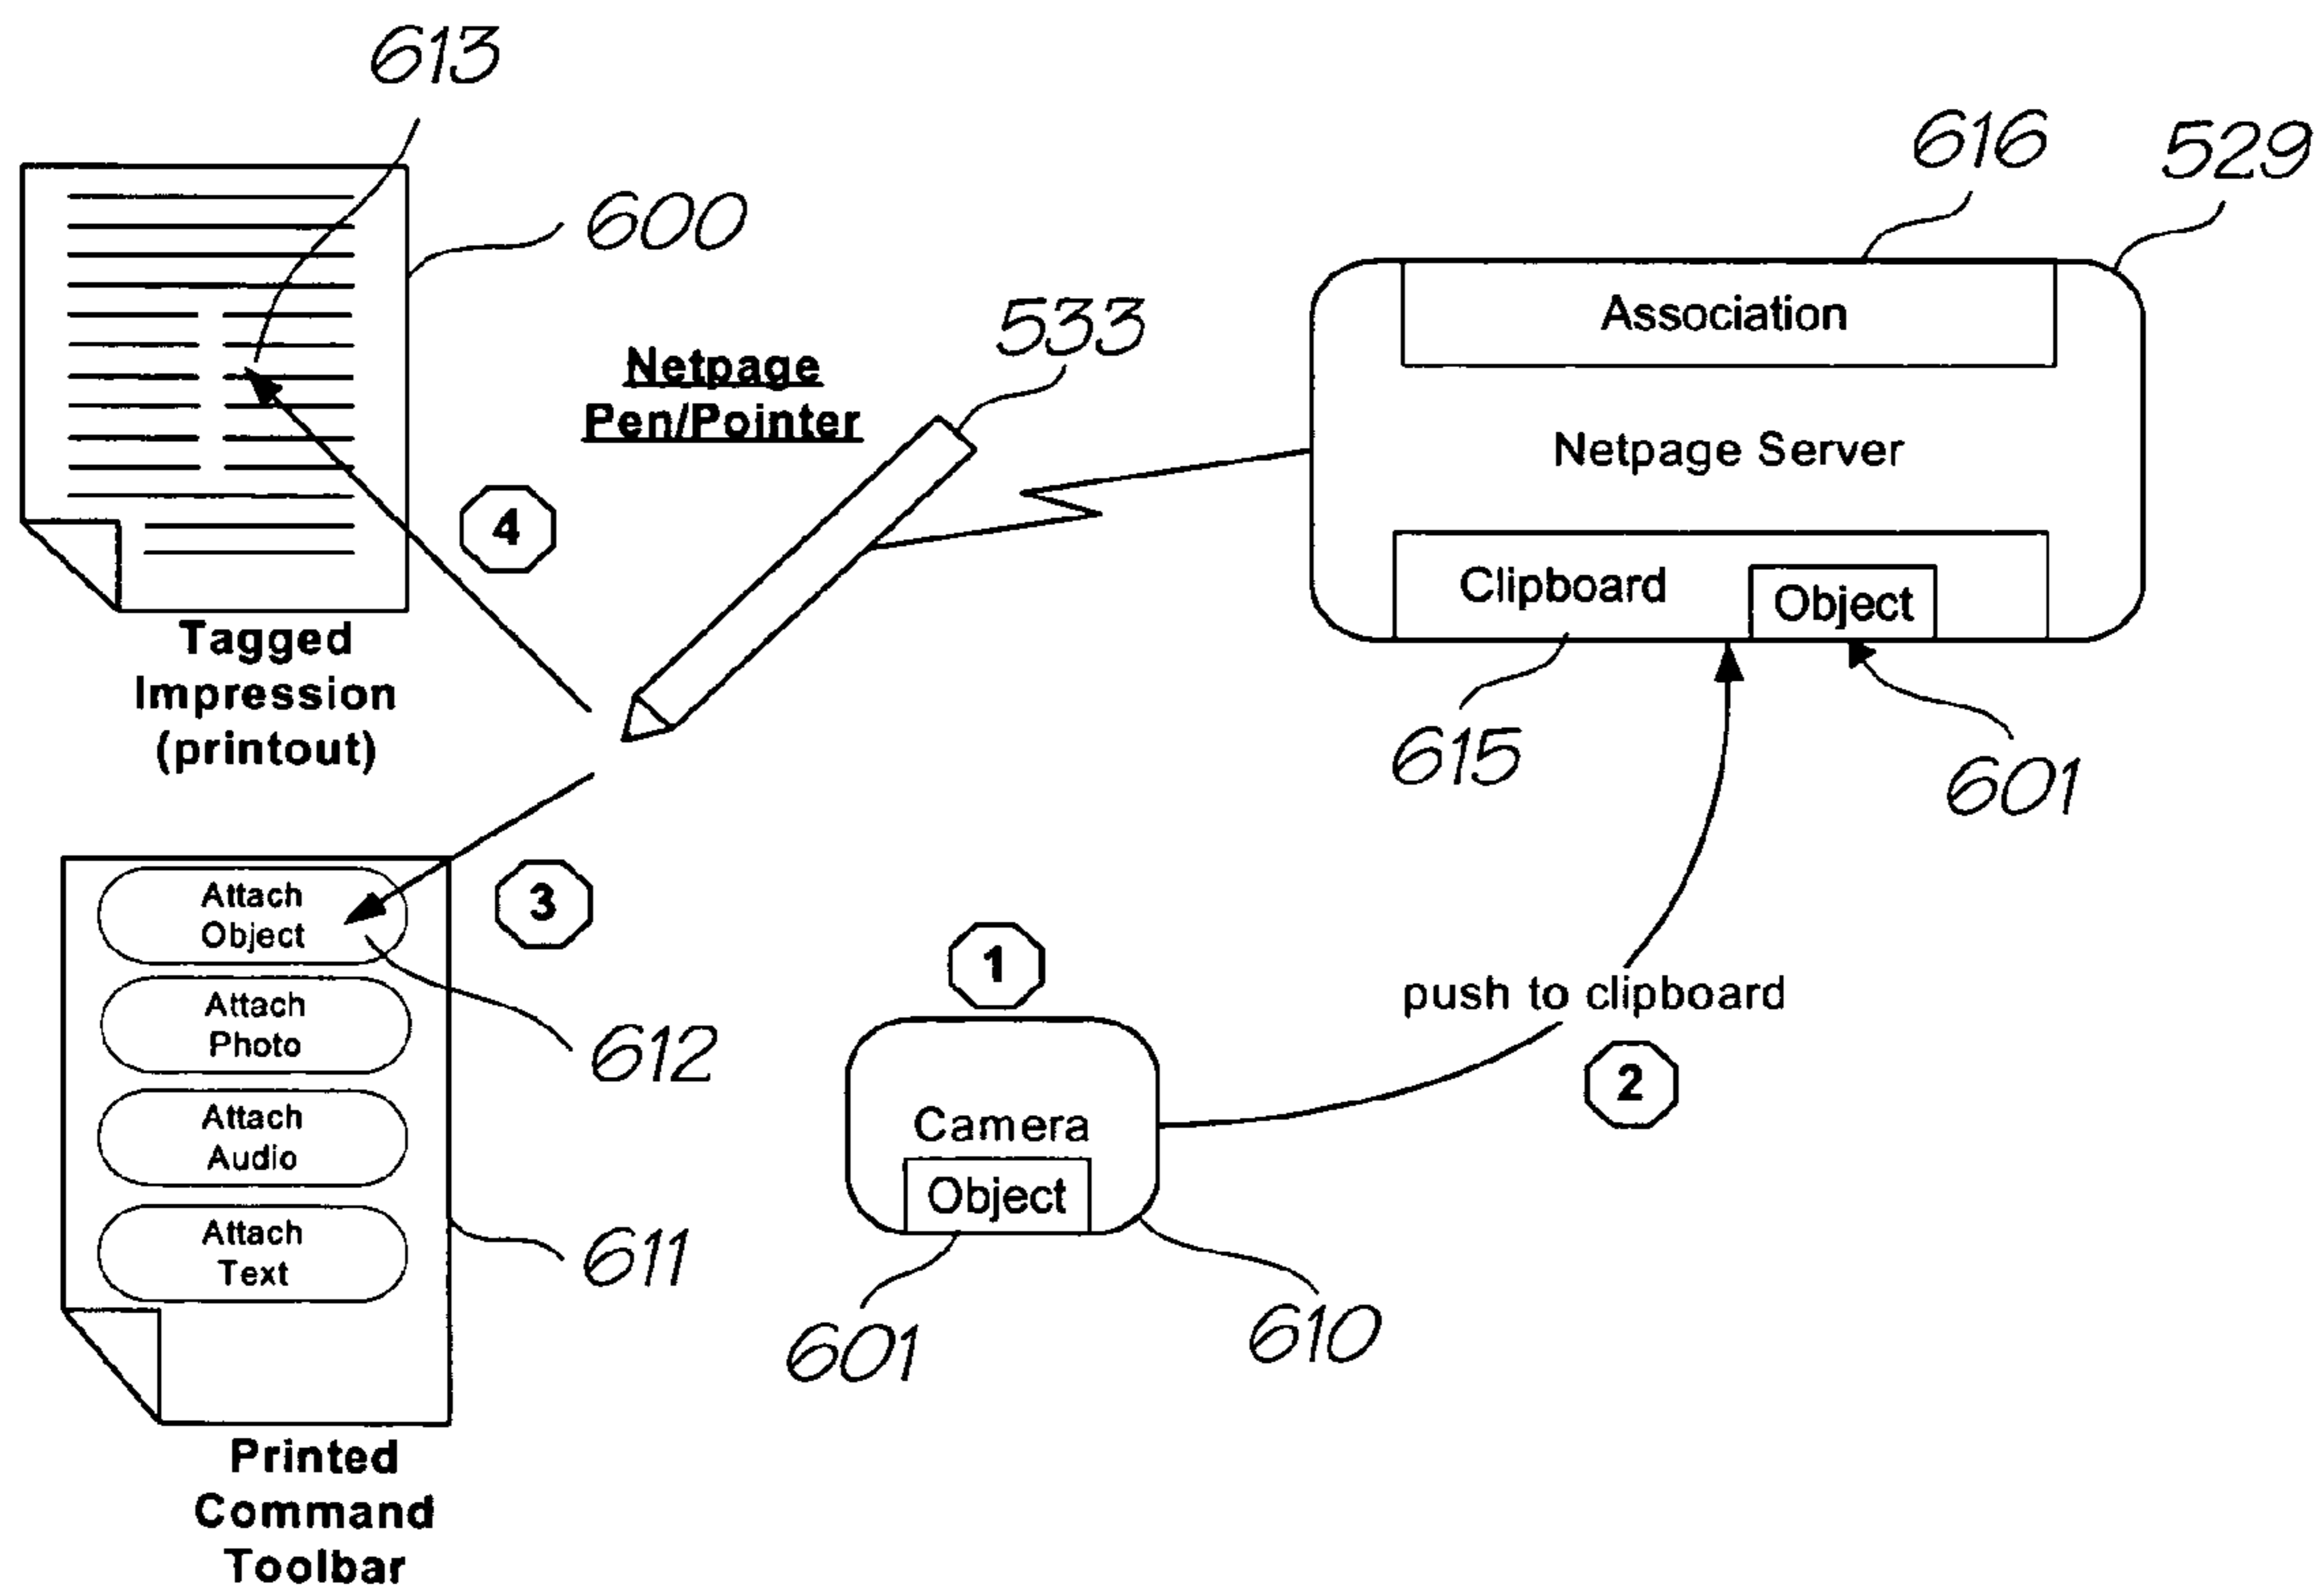 613
616
529
600
533
Association
Netpage
Pen/Pointer
Netpage Server
4
Clipboard
Object
Tagged
Impression
(printout)
615
601
Attach
Object
3
1
push to clipboard
Attach
Photo
612
2
Camera
Attach
Audio
Object
Attach
Text
611
601
610
Printed
Command
Toolbar